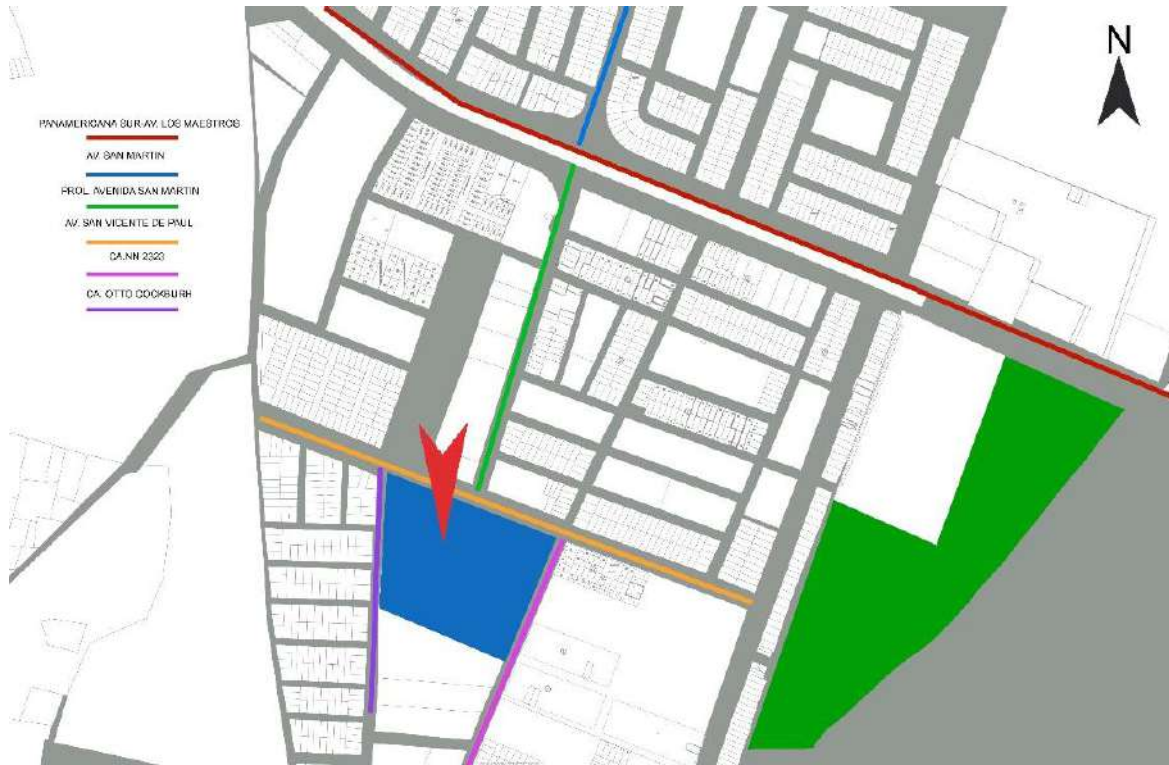 PANAMERICANA SUR-AV. LOS MAESTROS
AV. SAN MARTIN
PROL. AVENIDA SAN MARTIN
AV. SAN VICENTE DE PAUL
CA.NN 2323
CA. OTTO COCKBURH
N